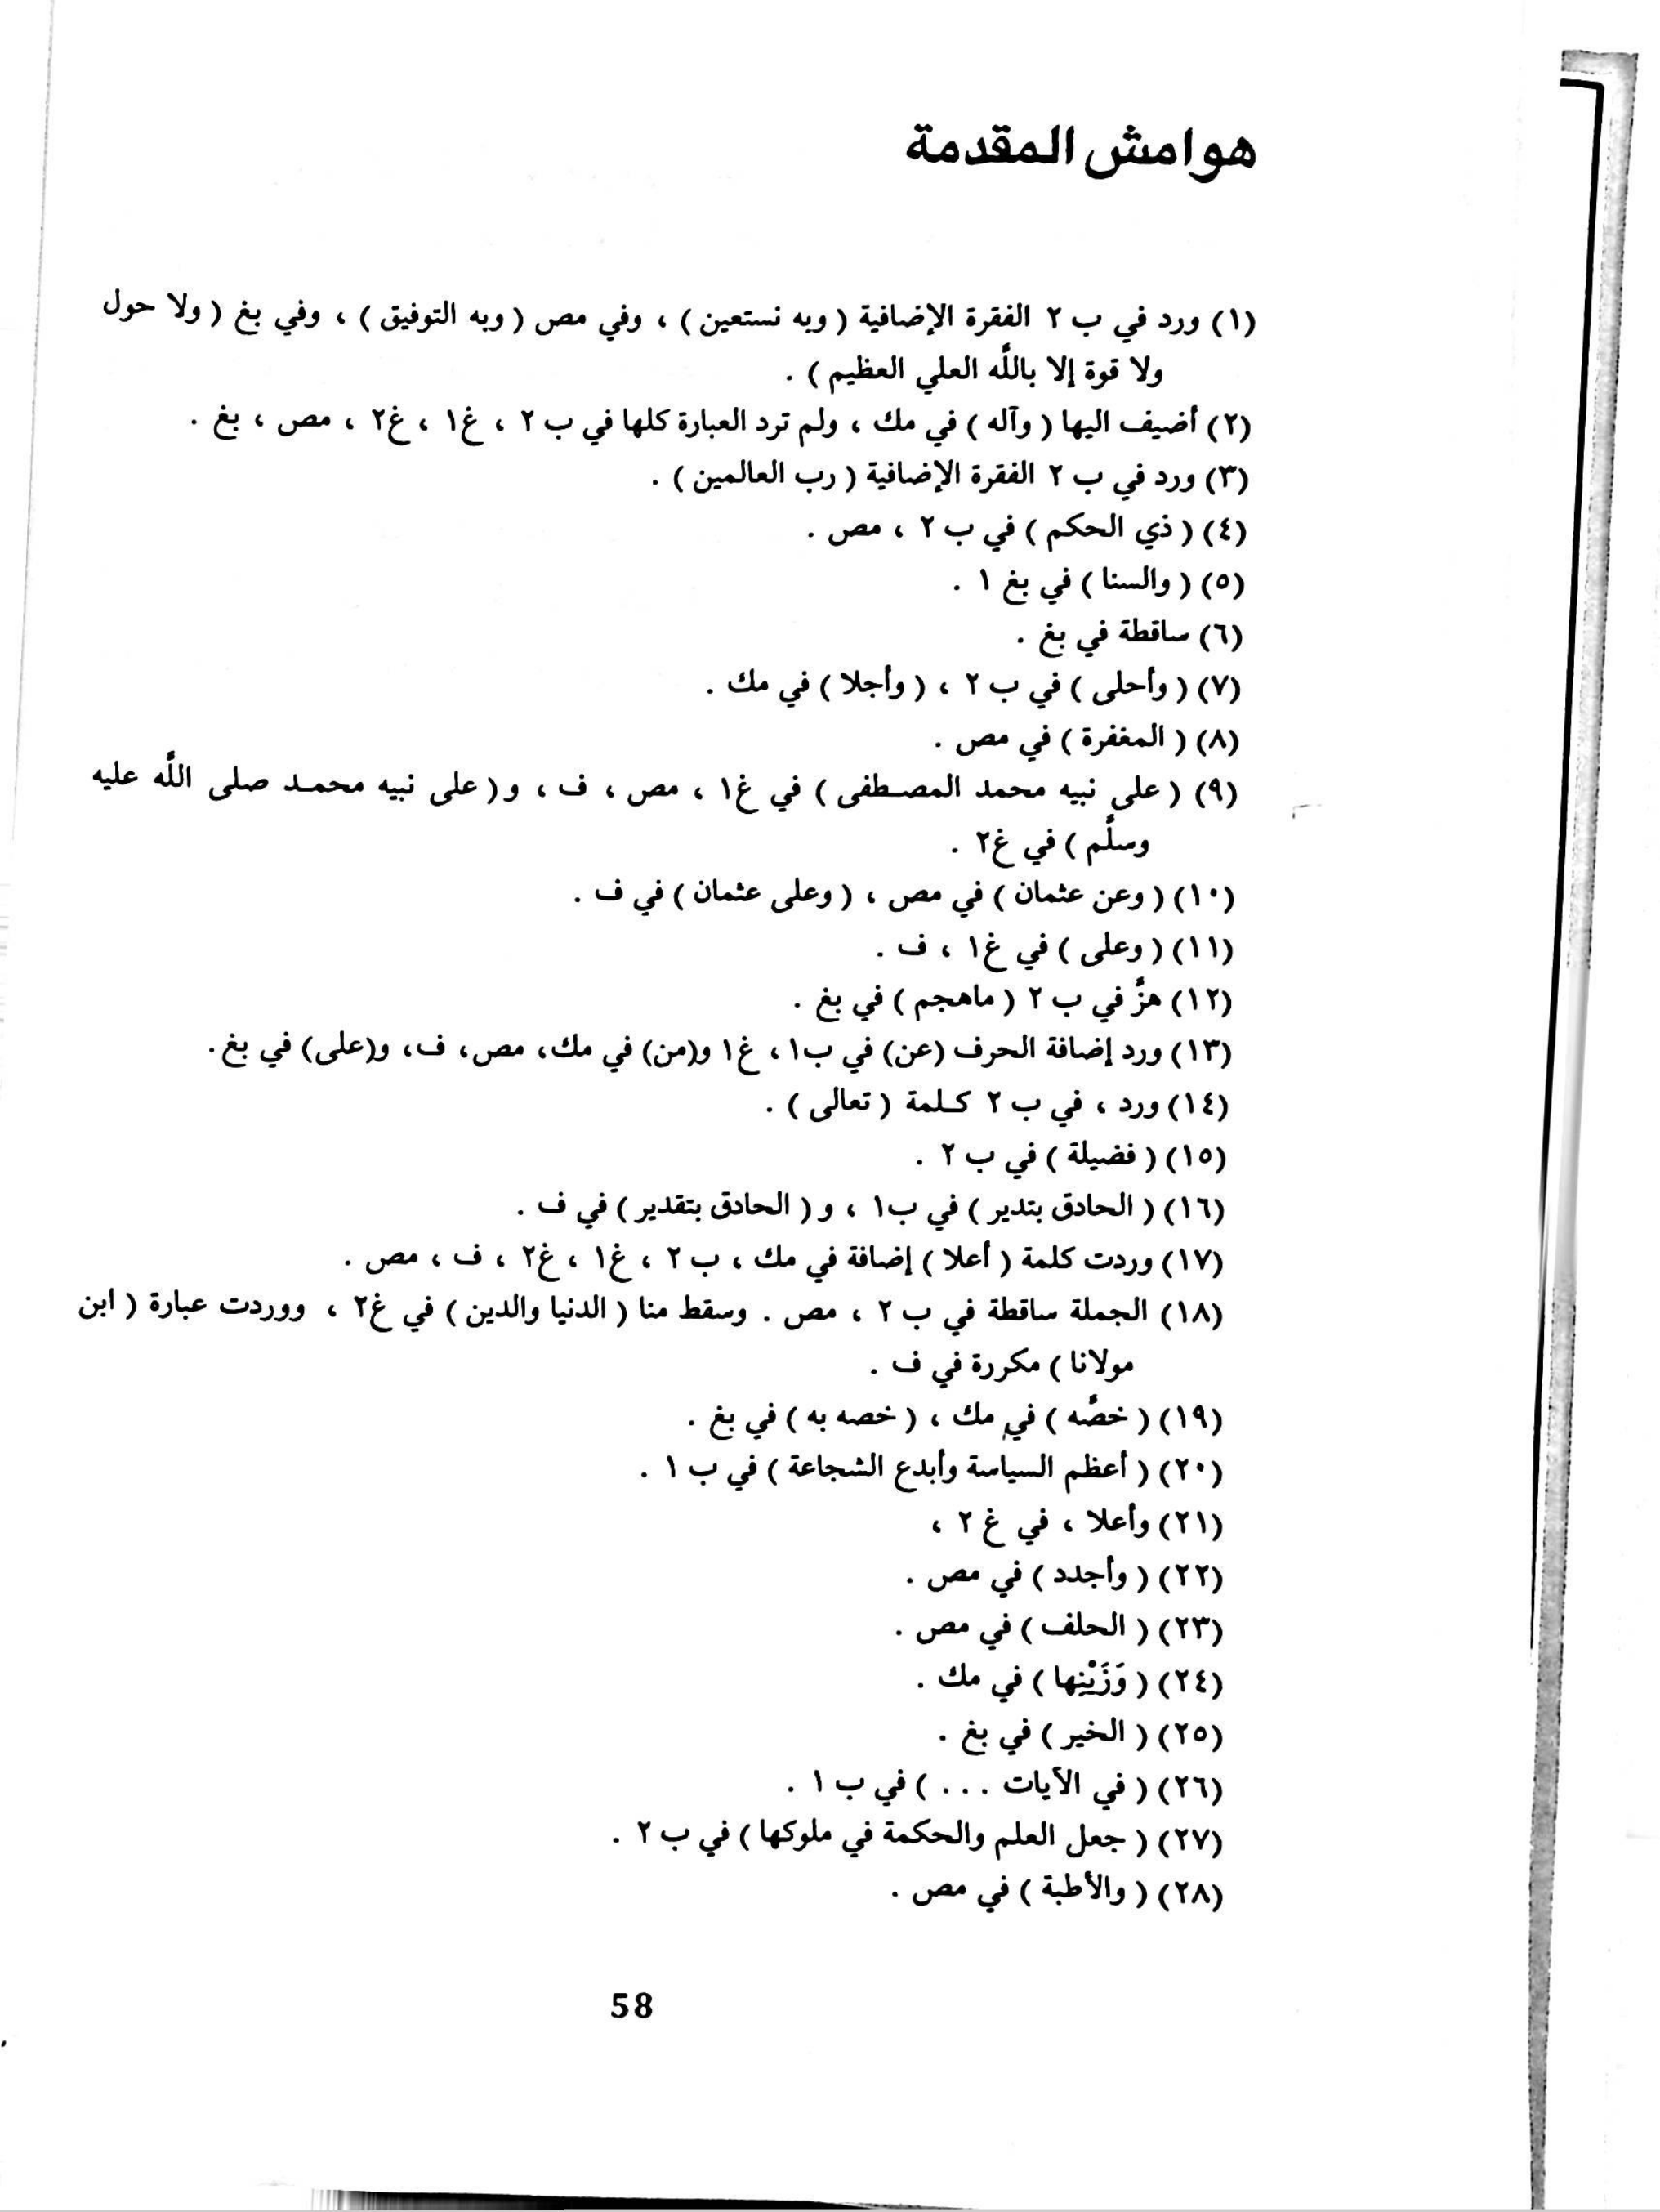 هوامش المقدمة
(١) ورد في ب ٢ الفقرة الإضافية ( وبه نستعين ) ، وفي مص ( وبه التوفيق ) ، وفي بغ ( ولا حول
ولا قوة إلا باللَّه العلي العظيم ) .
(٢) أضيف اليها ( وآله ) في مك ، ولم ترد العبارة كلها في ب ٢ ، غ١ ، غ٢ ، مص ، بغ .
(٣) ورد في ب ٢ الفقرة الإضافية ( رب العالمين ) .
(٤) ( ذي الحكم ) في ب ٢ ، مص .
(٥) ( والسنا ) في بغ ١ .
(٦) ساقطة في بغ .
(٧) ( وأحلى ) في ب ٢ ، ( وأجلا ) في مك .
(٨) ( المغفرة ) في مص .
(٩) ( على نبيه محمد المصطفى ) في غ١ ، مص ، ف ، و ( على نبيه محمد صلى اللَّه عليه
وسلَّم ) في غ٢ .
(١٠) ( وعن عثمان ) في مص ، ( وعلى عثمان ) في ف .
(١١) ( وعلى ) في غ١ ، ف .
(١٢) هزَّ في ب ٢ ( ماهجم ) في بغ .
(١٣) ورد إضافة الحرف (عن) في ب١، غ١ و(من) في مك، مص، ف، و(على) في بغ.
(١٤) ورد ، في ب ٢ كلمة ( تعالى ) .
(١٥) ( فضيلة ) في ب ٢ .
(١٦) ( الحادق بتدير ) في ب١ ، و ( الحادق بتقدير ) في ف .
(١٧) وردت كلمة ( أعلا ) إضافة في مك ، ب ٢ ، غ١ ، غ٢ ، ف ، مص .
(١٨) الجملة ساقطة في ب ٢ ، مص . وسقط منا ( الدنيا والدين ) في غ٢ ، ووردت عبارة ( ابن
مولانا ) مكررة في ف .
(١٩) ( خصَّه ) في مك ، ( خصه به ) في بغ .
(٢٠) ( أعظم السياسة وأبدع الشجاعة ) في ب ١ .
(٢١) وأعلا ، في غ ٢ ،
(٢٢) ( وأجدد ) في مص .
(٢٣) ( الحلف ) في مص .
(٢٤) ( وَزَيْنِها ) في مك .
(٢٥) ( الخير ) في بغ .
(٢٦) ( في الآيات . . . ) في ب ١ .
(٢٧) ( جعل العلم والحكمة في ملوكها ) في ب ٢ .
(٢٨) ( والأطبة ) في مص .
58